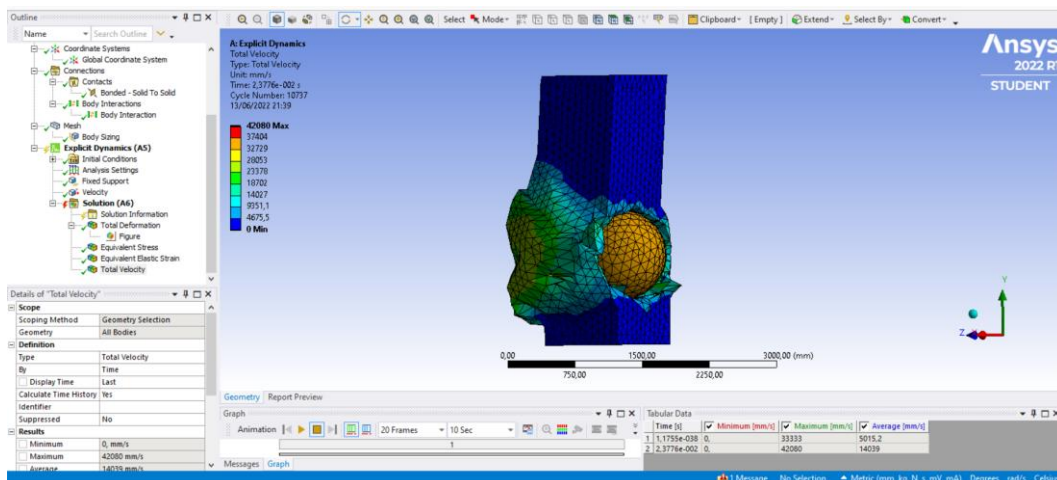 Outline
Name Search Outline
Coordinate Systems
Global Coordinate System
Connections
Contacts
Bonded - Solid To Solid
Body Interactions
Body Interaction
Mesh
Body Sizing
Explicit Dynamics (A5)
Initial Conditions
Analysis Settings
Fixed Support
Velocity
Solution (A6)
Solution Information
Total Deformation
Figure
Equivalent Stress
Equivalent Elastic Strain
Total Velocity
Details of "Total Velocity"
Scope
Scoping Method Geometry Selection
Geometry All Bodies
Definition
Type Total Velocity
By Time
Display Time Last
Calculate Time History Yes
Identifier
Suppressed No
Results
Minimum 0, mm/s
Maximum 42080 mm/s
Average 14039 mm/s
Select Mode Clipboard [ Empty ] Extend Select By Convert
A: Explicit Dynamics
Total Velocity
Type: Total Velocity
Unit: mm/s
Time: 2,3776e-002 s
Cycle Number: 10737
13/06/2022 21:39
42080 Max
37404
32729
28053
23378
18702
14027
9351,1
4675,5
0 Min
Ansys
2022 R
STUDENT
Y
Z
0,00 1500,00 3000,00 (mm)
750,00 2250,00
Geometry Report Preview
Graph
Animation 20 Frames 10 Sec
1
Messages Graph
Tabular Data
Time [s] Minimum [mm/s] Maximum [mm/s] Average [mm/s]
1 1,1755e-038 0, 33333 5015,2
2 2,3776e-002 0, 42080 14039
1 Message No Selection Metric (mm, kg, N, s, mV, mA) Degrees rad/s Celsius